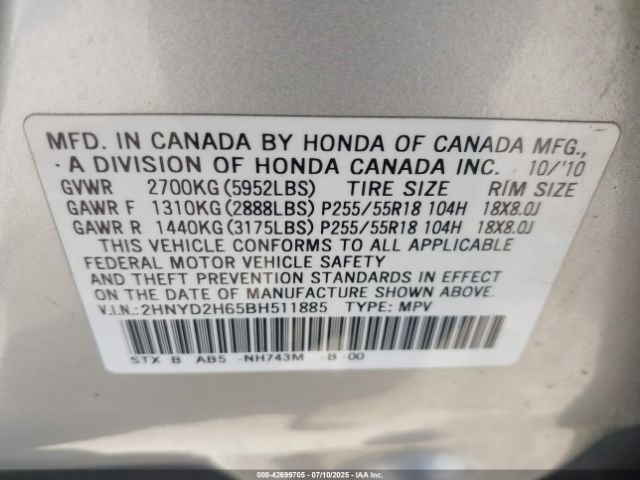 MFD. IN CANADA BY HONDA OF CANADA MFG.,
A DIVISION OF HONDA CANADA INC. 10/'10
GVWR 2700KG (5952LBS) TIRE SIZE RIM SIZE
GAWR F 1310KG (2888LBS) P255/55R18 104H 18X8.0J
GAWR R 1440KG (3175LBS) P255/55R18 104H 18X8.0J
THIS VEHICLE CONFORMS TO ALL APPLICABLE
FEDERAL MOTOR VEHICLE SAFETY
AND THEFT PREVENTION STANDARDS IN EFFECT
ON THE DATE OF MANUFACTURE SHOWN ABOVE.
V.I.N.: 2HNYD2H65BH511885 TYPE: MPV
STX B AB5 -NH743M -B -00
000-42699705 - 07/10/2025 - IAAI.COM